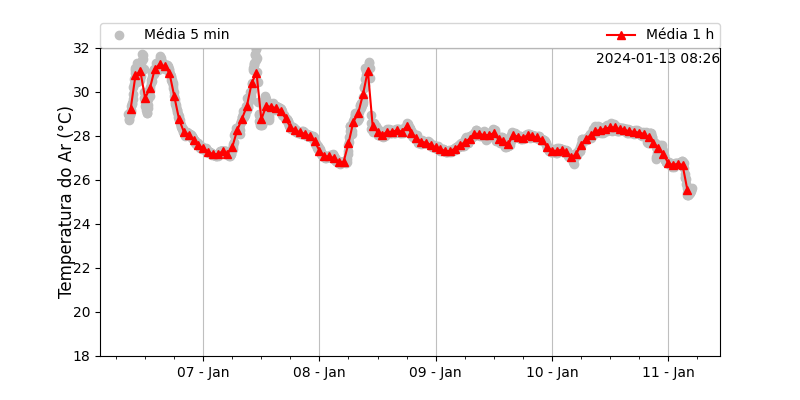 Média 5 min
Média 1 h
2024-01-13 08:26
Temperatura do Ar (°C)
32
30
28
26
24
22
20
18
07 - Jan
08 - Jan
09 - Jan
10 - Jan
11 - Jan